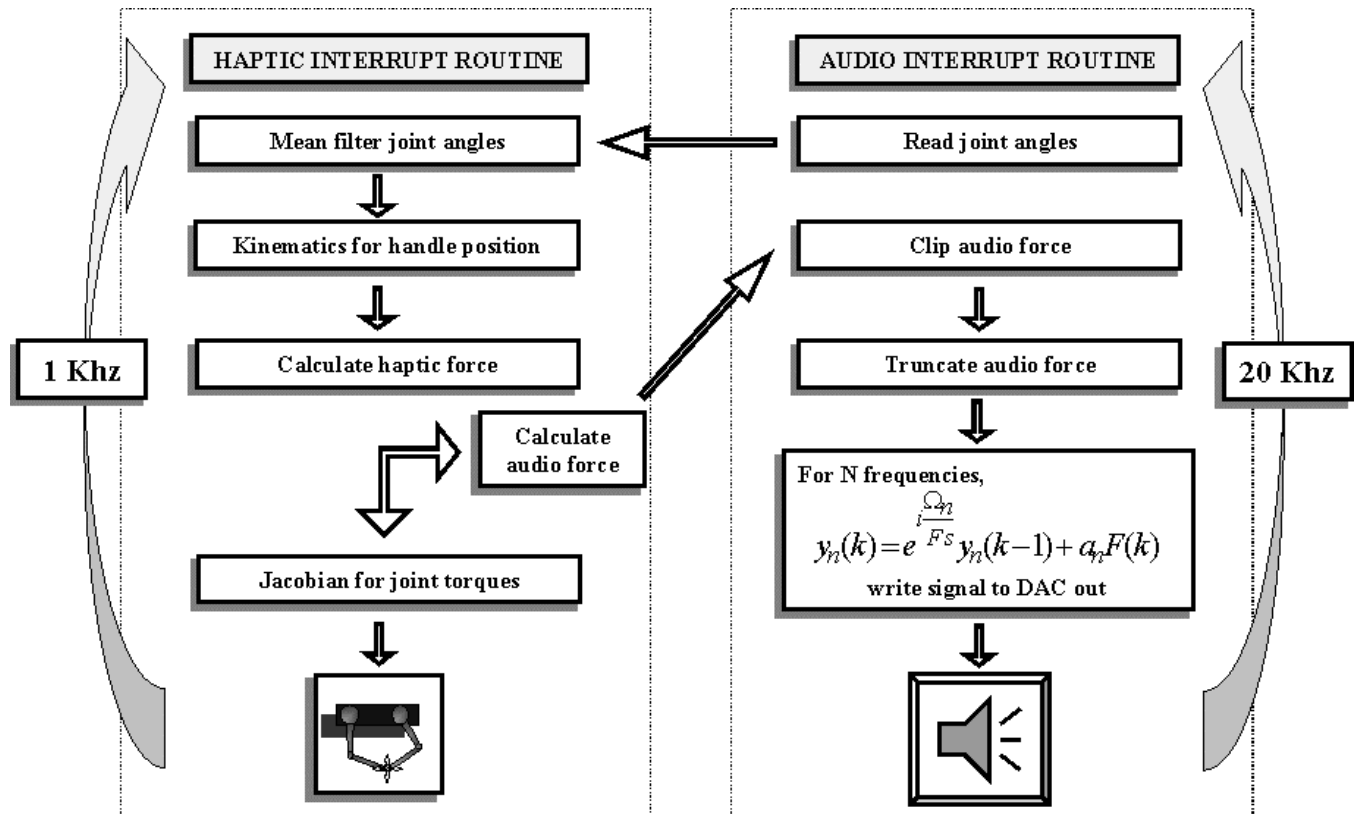 HAPTIC INTERRUPT ROUTINE
Mean filter joint angles
Kinematics for handle position
Calculate haptic force
Calculate
audio force
Jacobian for joint torques
1 Khz
AUDIO INTERRUPT ROUTINE
Read joint angles
Clip audio force
Truncate audio force
For N frequencies,
yₙ(k) = e^{i Ωₙ/Fs} yₙ(k−1) + aₙF(k)
write signal to DAC out
20 Khz